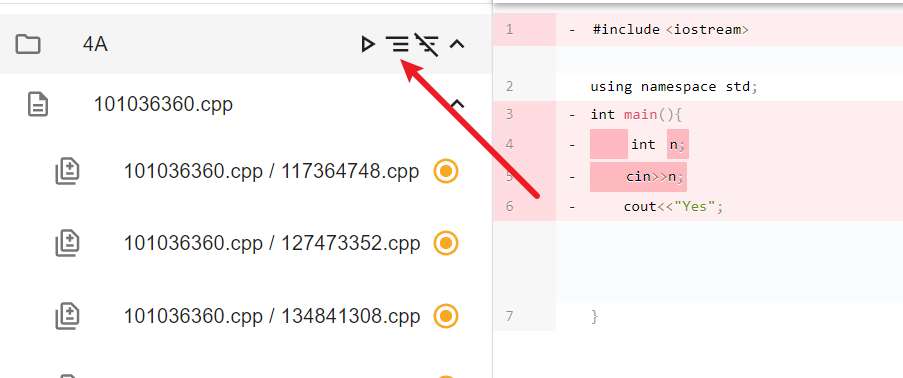 4A
101036360.cpp
101036360.cpp / 117364748.cpp
101036360.cpp / 127473352.cpp
101036360.cpp / 134841308.cpp
1 - #include <iostream>
2 using namespace std;
3 - int main(){
4 - int n;
5 - cin>>n;
6 - cout<<"Yes";
7 }